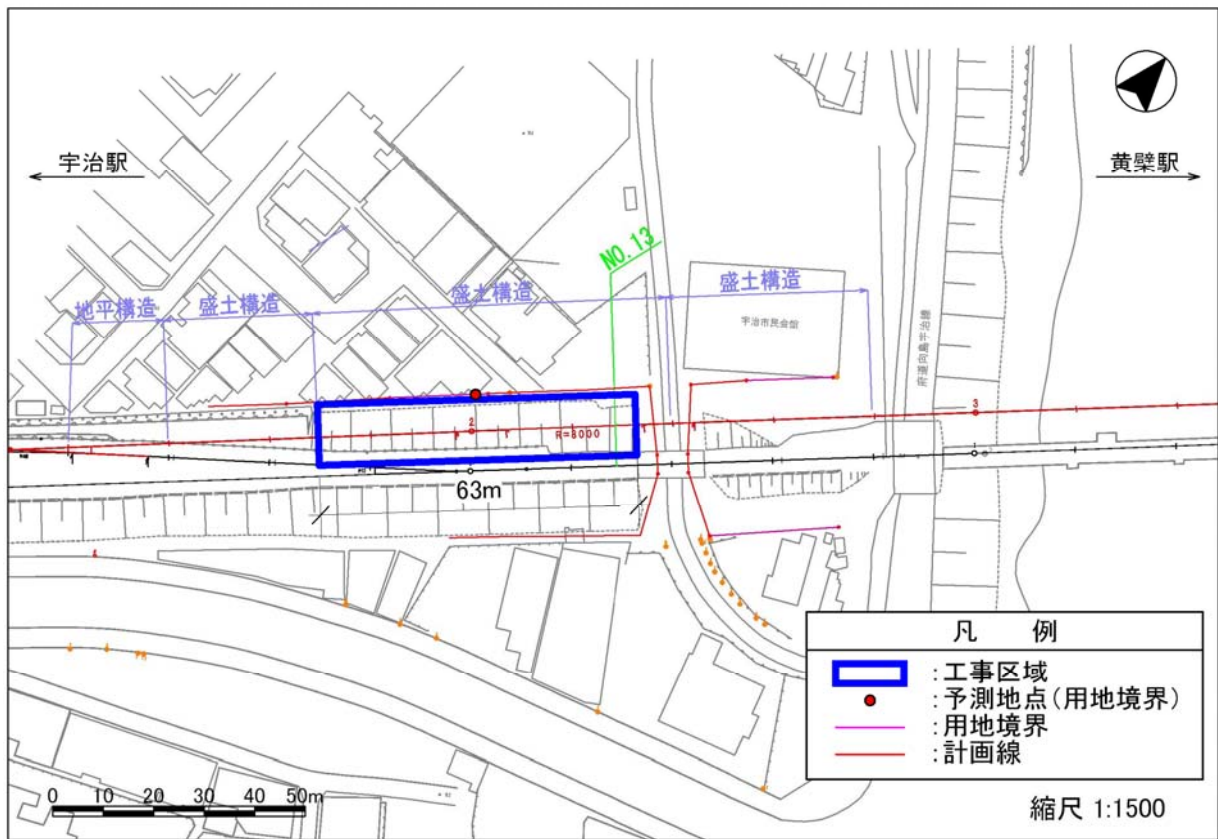 宇治駅
黄檗駅
NO. 13
地平構造
盛土構造
盛土構造
盛土構造
宇治市民会館
府道向島宇治線
2
R=8000
3
63m
凡 例
:工事区域
:予測地点(用地境界)
:用地境界
:計画線
0 10 20 30 40 50m
縮尺 1:1500